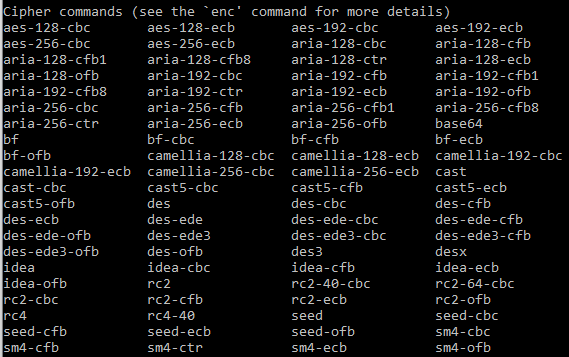 Cipher commands (see the `enc' command for more details)
aes-128-cbc aes-128-ecb aes-192-cbc aes-192-ecb
aes-256-cbc aes-256-ecb aria-128-cbc aria-128-cfb
aria-128-cfb1 aria-128-cfb8 aria-128-ctr aria-128-ecb
aria-128-ofb aria-192-cbc aria-192-cfb aria-192-cfb1
aria-192-cfb8 aria-192-ctr aria-192-ecb aria-192-ofb
aria-256-cbc aria-256-cfb aria-256-cfb1 aria-256-cfb8
aria-256-ctr aria-256-ecb aria-256-ofb base64
bf bf-cbc bf-cfb bf-ecb
bf-ofb camellia-128-cbc camellia-128-ecb camellia-192-cbc
camellia-192-ecb camellia-256-cbc camellia-256-ecb cast
cast-cbc cast5-cbc cast5-cfb cast5-ecb
cast5-ofb des des-cbc des-cfb
des-ecb des-ede des-ede-cbc des-ede-cfb
des-ede-ofb des-ede3 des-ede3-cbc des-ede3-cfb
des-ede3-ofb des-ofb des3 desx
idea idea-cbc idea-cfb idea-ecb
idea-ofb rc2 rc2-40-cbc rc2-64-cbc
rc2-cbc rc2-cfb rc2-ecb rc2-ofb
rc4 rc4-40 seed seed-cbc
seed-cfb seed-ecb seed-ofb sm4-cbc
sm4-cfb sm4-ctr sm4-ecb sm4-ofb